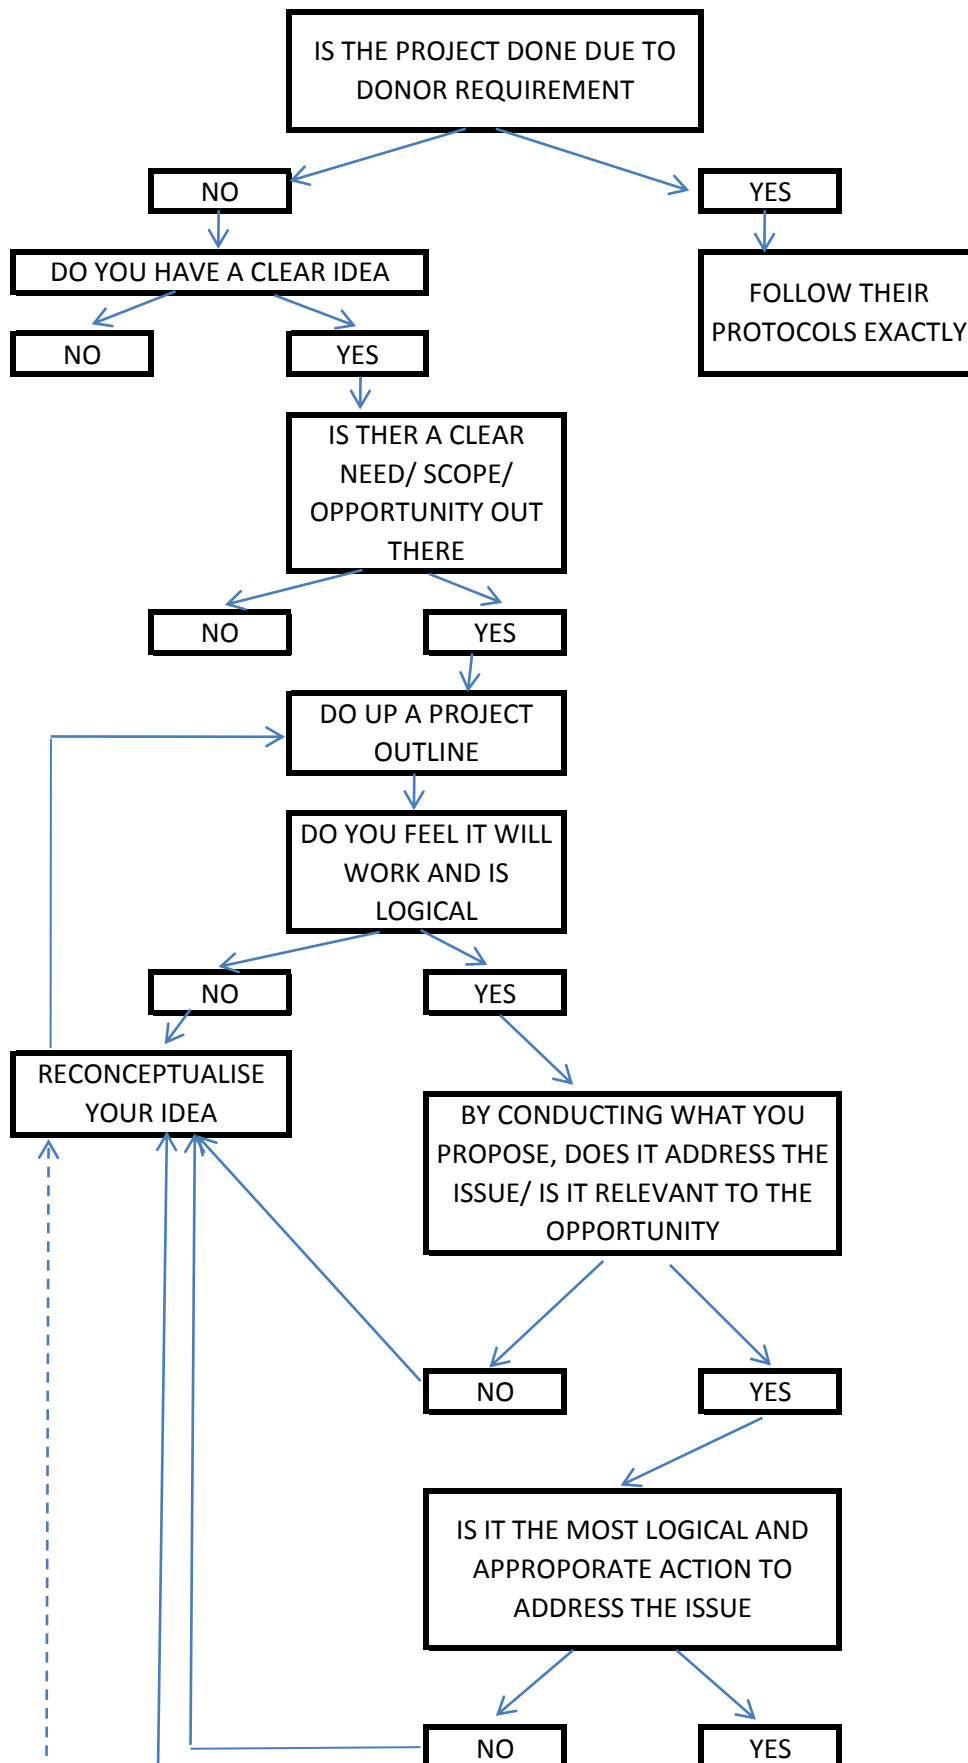 IS THE PROJECT DONE DUE TO
DONOR REQUIREMENT
NO
YES
DO YOU HAVE A CLEAR IDEA
FOLLOW THEIR
PROTOCOLS EXACTLY
NO
YES
IS THER A CLEAR
NEED/ SCOPE/
OPPORTUNITY OUT
THERE
NO
YES
DO UP A PROJECT
OUTLINE
DO YOU FEEL IT WILL
WORK AND IS
LOGICAL
NO
YES
RECONCEPTUALISE
YOUR IDEA
BY CONDUCTING WHAT YOU
PROPOSE, DOES IT ADDRESS THE
ISSUE/ IS IT RELEVANT TO THE
OPPORTUNITY
NO
YES
IS IT THE MOST LOGICAL AND
APPROPORATE ACTION TO
ADDRESS THE ISSUE
NO
YES